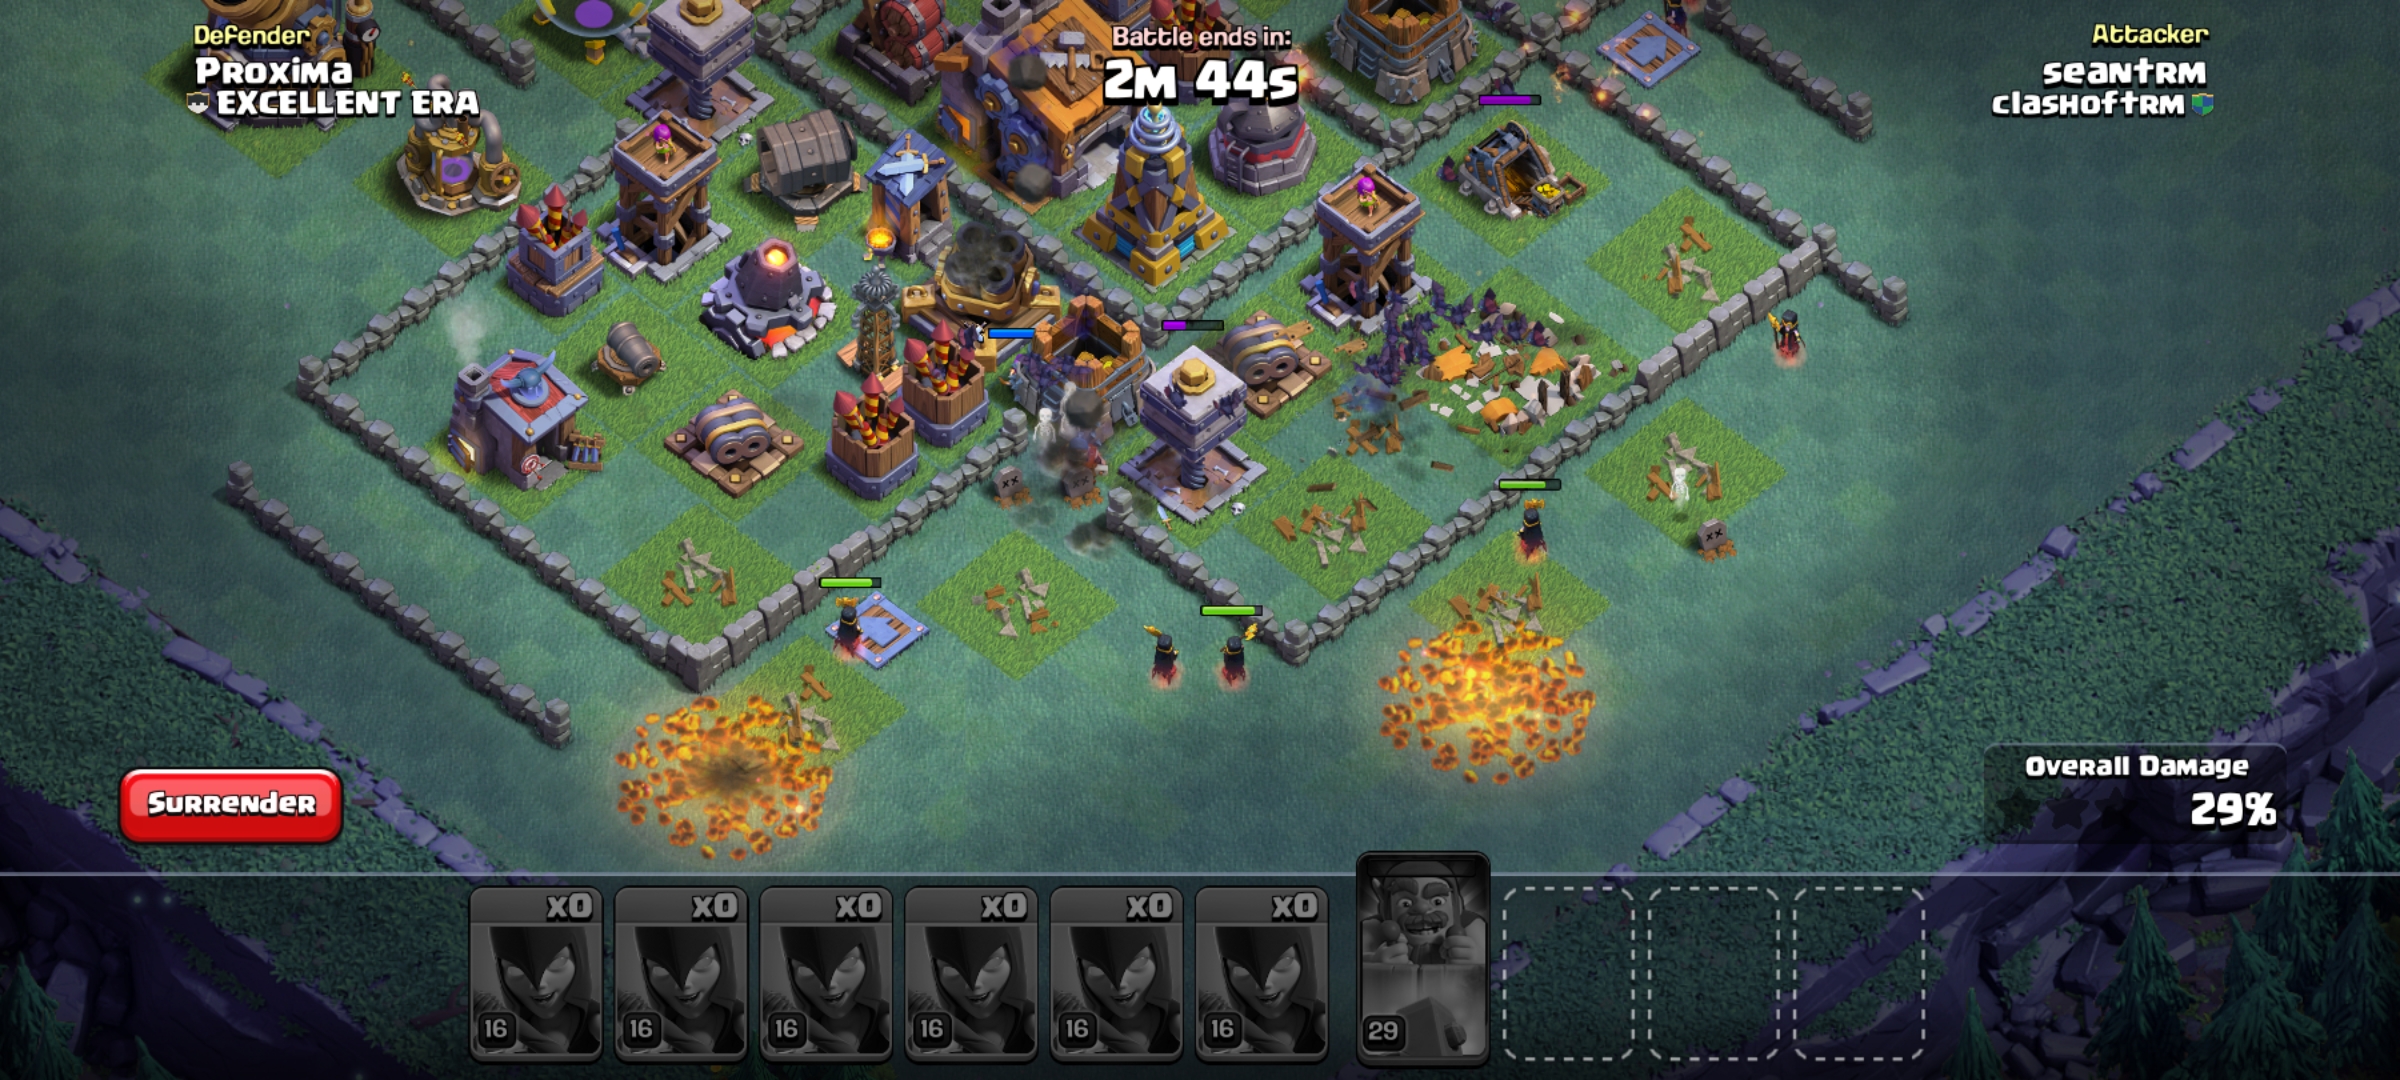 Defender
Proxima
EXCELLENT ERA
Battle ends in:
2M 44s
Attacker
seantrm
clashoftrm
Surrender
Overall Damage
29%
x0
x0
x0
x0
x0
x0
16
16
16
16
16
16
29